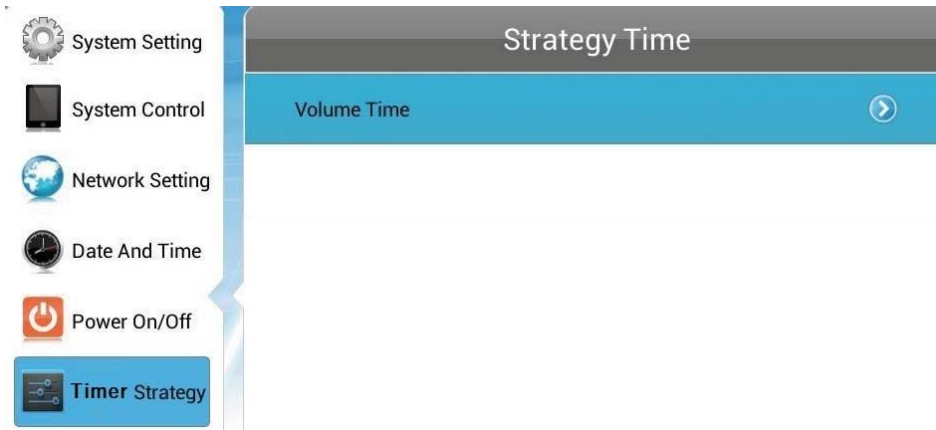 System Setting
System Control
Network Setting
Date And Time
Power On/Off
Timer Strategy
Strategy Time
Volume Time